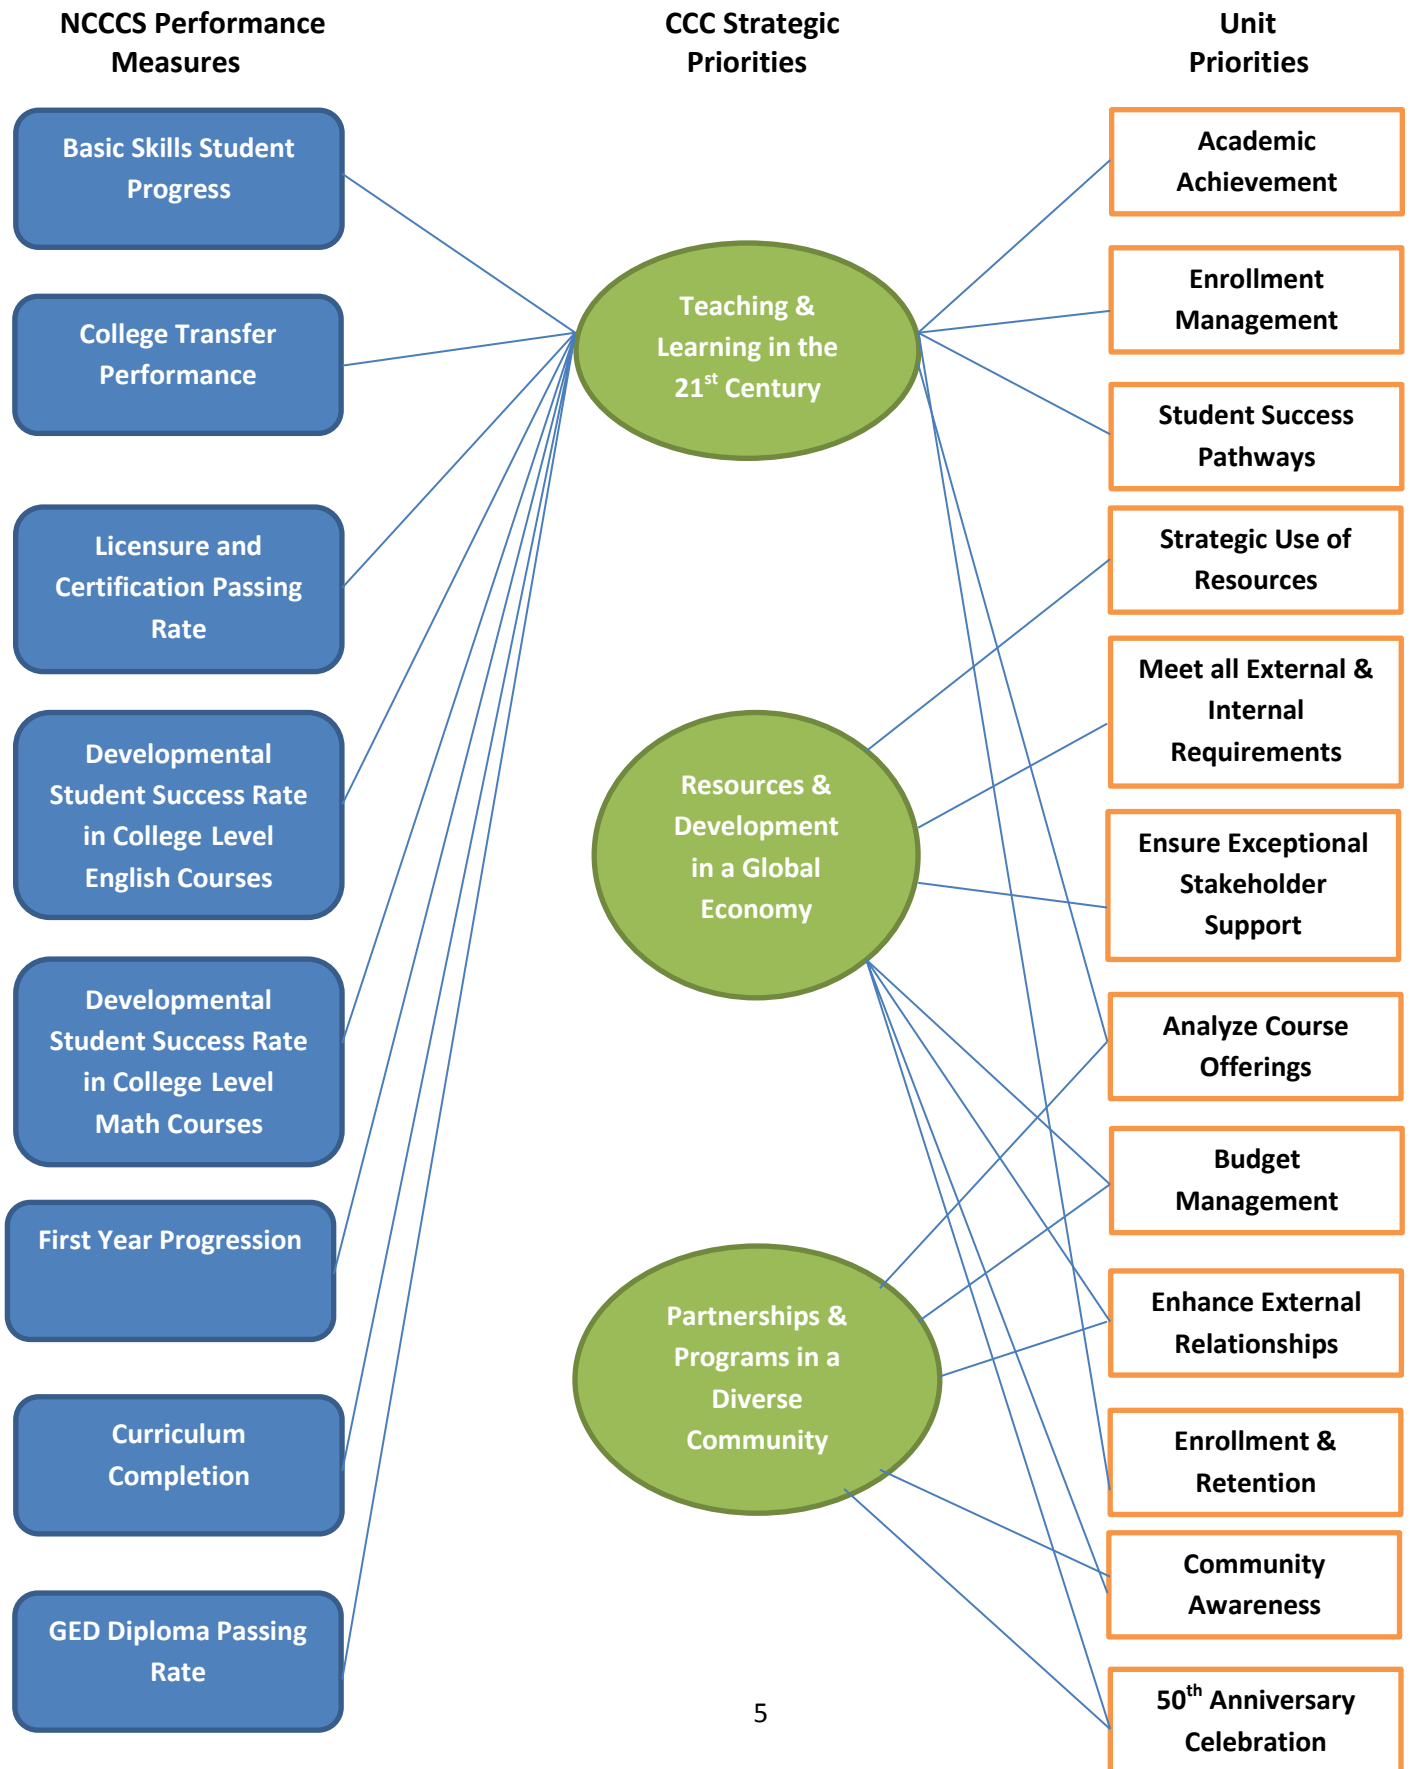 NCCCS Performance
Measures
CCC Strategic
Priorities
Unit
Priorities
Basic Skills Student
Progress
College Transfer
Performance
Licensure and
Certification Passing
Rate
Developmental
Student Success Rate
in College Level
English Courses
Developmental
Student Success Rate
in College Level
Math Courses
First Year Progression
Curriculum
Completion
GED Diploma Passing
Rate
Teaching &
Learning in the
21st Century
Resources &
Development
in a Global
Economy
Partnerships &
Programs in a
Diverse
Community
Academic
Achievement
Enrollment
Management
Student Success
Pathways
Strategic Use of
Resources
Meet all External &
Internal
Requirements
Ensure Exceptional
Stakeholder
Support
Analyze Course
Offerings
Budget
Management
Enhance External
Relationships
Enrollment &
Retention
Community
Awareness
50th Anniversary
Celebration
5